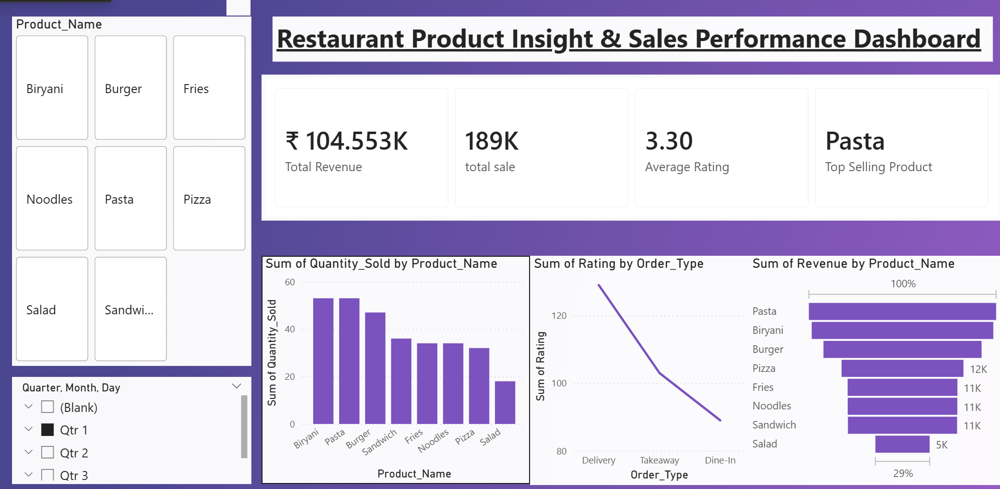 Product_Name
Biryani
Burger
Fries
Noodles
Pasta
Pizza
Salad
Sandwi...
Quarter, Month, Day
(Blank)
Qtr 1
Qtr 2
Qtr 3
Restaurant Product Insight & Sales Performance Dashboard
₹ 104.553K
Total Revenue
189K
total sale
3.30
Average Rating
Pasta
Top Selling Product
Sum of Quantity_Sold by Product_Name
Sum of Quantity_Sold
60
40
20
0
Biryani
Pasta
Burger
Sandwich
Fries
Noodles
Pizza
Salad
Product_Name
Sum of Rating by Order_Type
Sum of Rating
120
100
80
Delivery
Takeaway
Dine-In
Order_Type
Sum of Revenue by Product_Name
100%
Pasta
Biryani
Burger
Pizza 12K
Fries 11K
Noodles 11K
Sandwich 11K
Salad 5K
29%